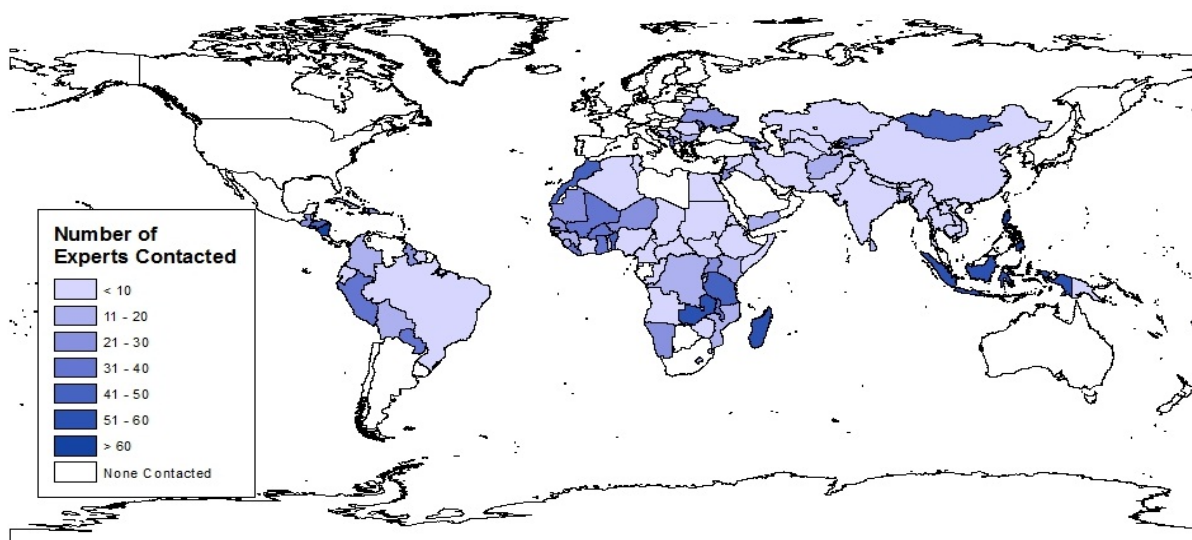 Number of
Experts Contacted
< 10
11 - 20
21 - 30
31 - 40
41 - 50
51 - 60
> 60
None Contacted